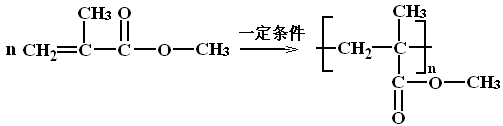 CH3 O CH3
n CH2=C—C—O—CH3 一定条件 [CH2—C]n
C—O—CH3
O